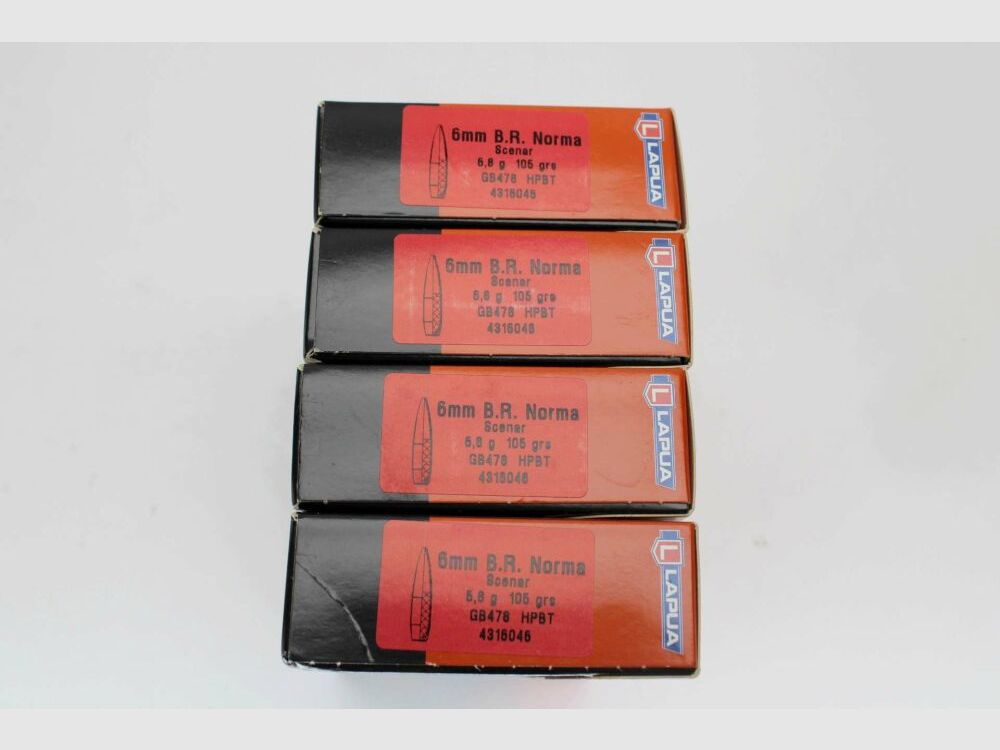 6mm B.R. Norma
Scenar
6,8 g 105 grs
GB478 HPBT
4316046
LAPUA
6mm B.R. Norma
Scenar
6,8 g 105 grs
GB478 HPBT
4316046
LAPUA
6mm B.R. Norma
Scenar
6,8 g 105 grs
GB478 HPBT
4316046
LAPUA
6mm B.R. Norma
Scenar
6,8 g 105 grs
GB478 HPBT
4316046
LAPUA